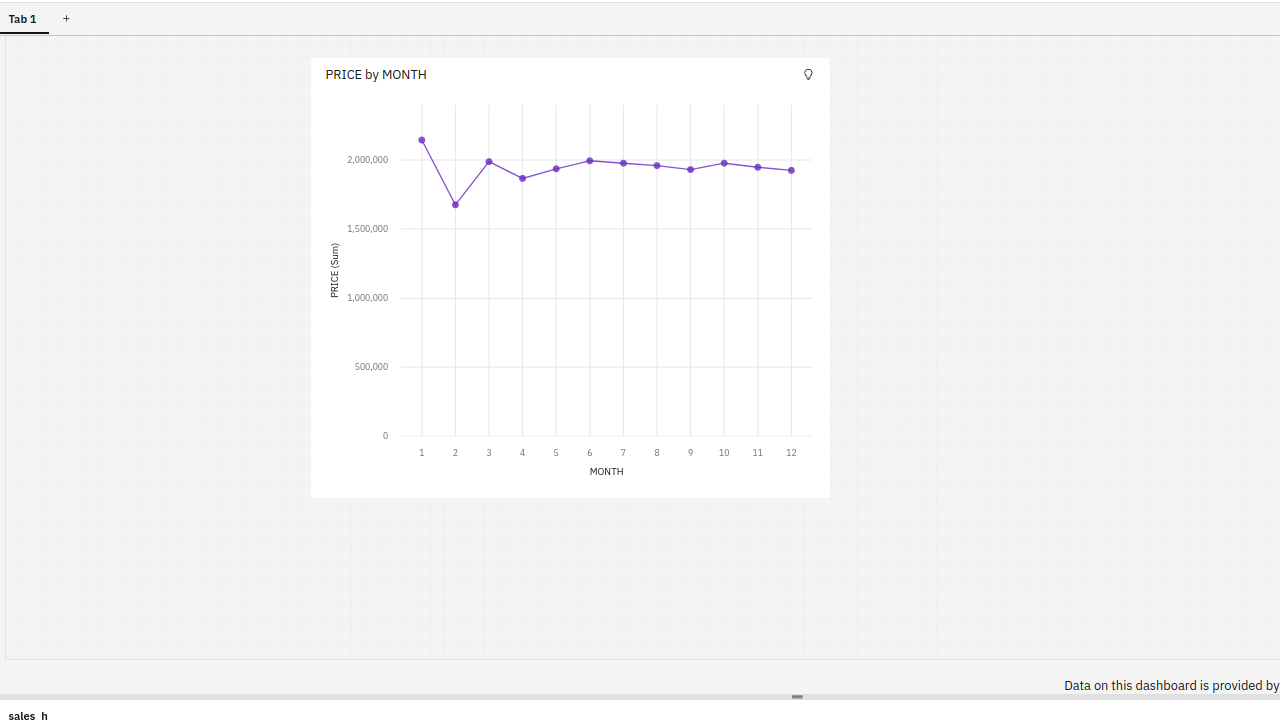 Tab 1 +
PRICE by MONTH
2,000,000
1,500,000
1,000,000
500,000
0
PRICE (Sum)
1 2 3 4 5 6 7 8 9 10 11 12
MONTH
Data on this dashboard is provided by
sales_h